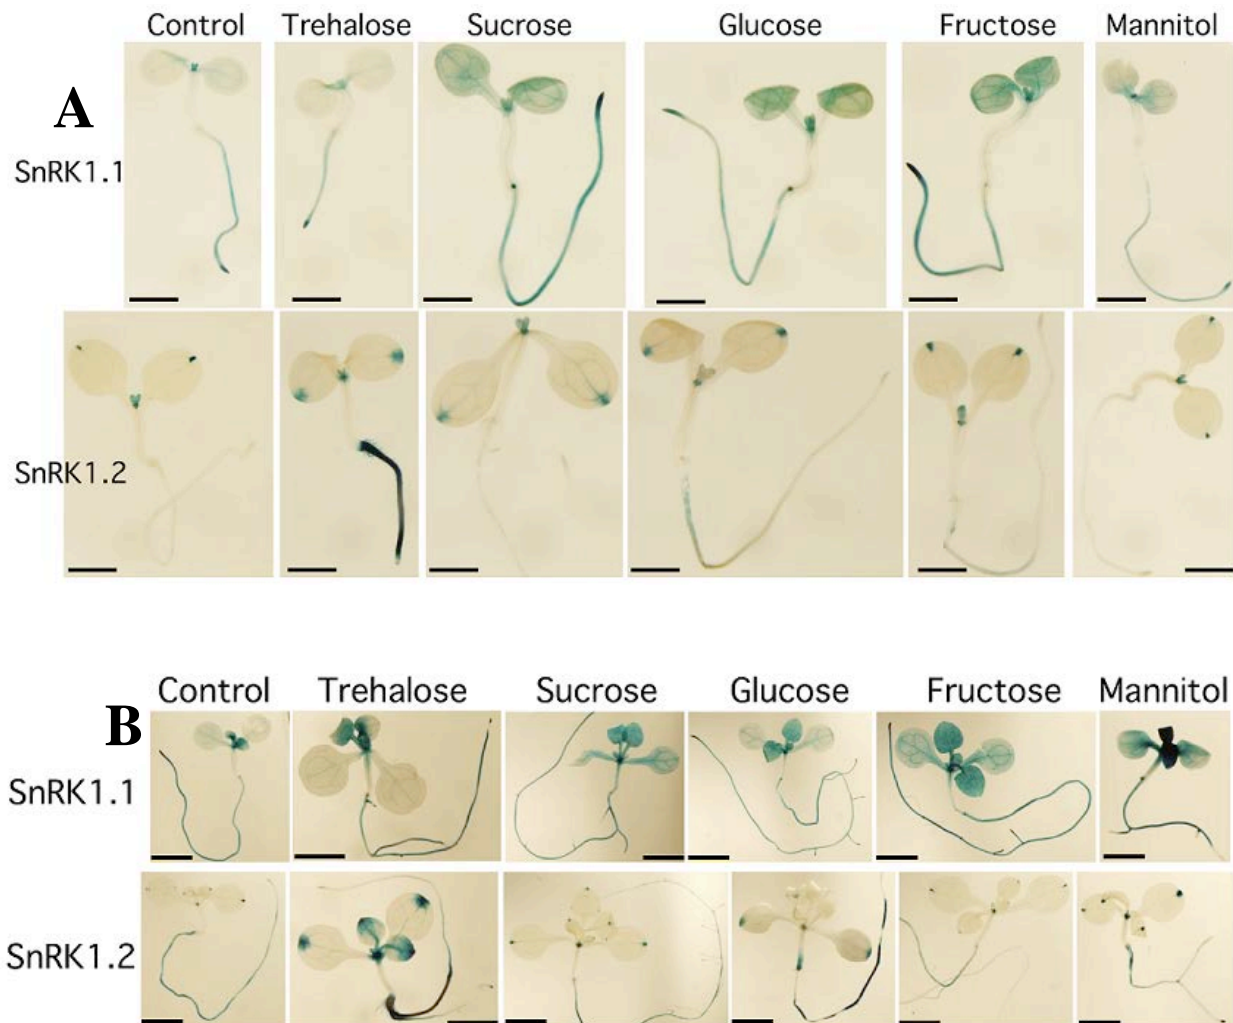 Control Trehalose Sucrose Glucose Fructose Mannitol
A
SnRK1.1
SnRK1.2
Control Trehalose Sucrose Glucose Fructose Mannitol
B
SnRK1.1
SnRK1.2